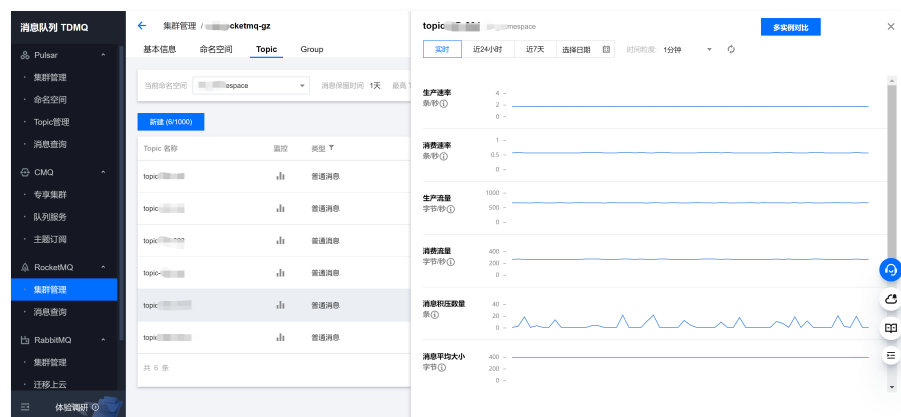 消息队列 TDMQ
Pulsar
集群管理
命名空间
Topic管理
消息查询
CMQ
专享集群
队列服务
主题订阅
RocketMQ
集群管理
消息查询
RabbitMQ
集群管理
迁移上云
体验调研
集群管理 / cketmq-gz
基本信息 命名空间 Topic Group
当前命名空间 espace 消息保留时间 1天 最高
新建 (6/1000)
Topic 名称 监控 类型
topic 普通消息
topic 普通消息
topic 普通消息
topic- 普通消息
topic 普通消息
topic 普通消息
共 6 条
topic mespace
多实例对比
实时 近24小时 近7天 选择日期 时间粒度: 1分钟
生产速率
条/秒
4
2
0
消费速率
条/秒
1
0.5
0
生产流量
字节/秒
1000
500
0
消费流量
字节/秒
400
200
0
消息积压数量
条
40
20
0
消息平均大小
字节
400
200
0